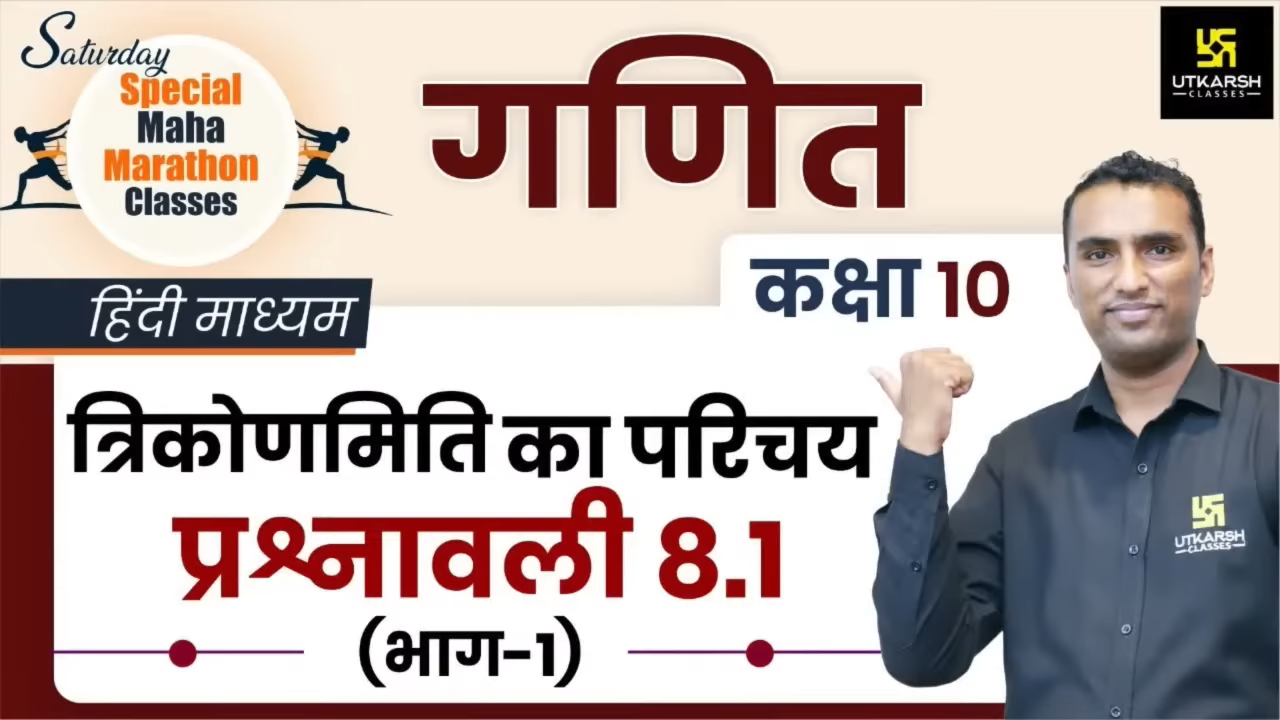 Saturday
Special
Maha
Marathon
Classes
गणित
UTKARSH
CLASSES
हिंदी माध्यम
कक्षा 10
त्रिकोणमिति का परिचय
प्रश्नावली 8.1
(भाग-1)
UTKARSH
CLASSES